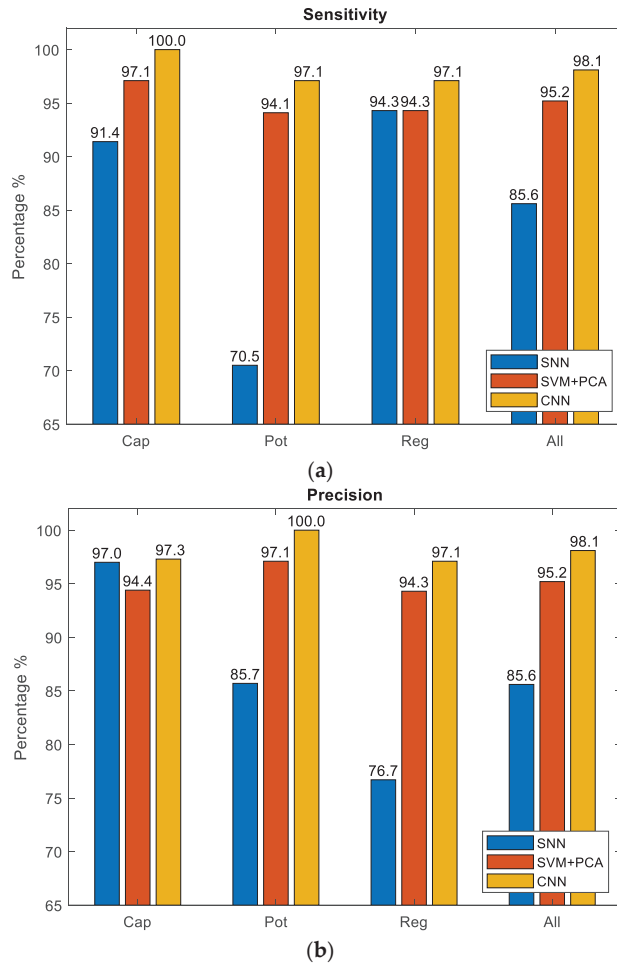 Sensitivity
100.0
97.1
91.4
97.1
94.1
70.5
94.3 94.3
97.1
98.1
95.2
85.6
100
95
90
85
80
75
70
65
Percentage %
SNN
SVM+PCA
CNN
Cap Pot Reg All
(a)
Precision
97.0
94.4
97.3
100.0
97.1
85.7
97.1
94.3
76.7
98.1
95.2
85.6
100
95
90
85
80
75
70
65
Percentage %
SNN
SVM+PCA
CNN
Cap Pot Reg All
(b)